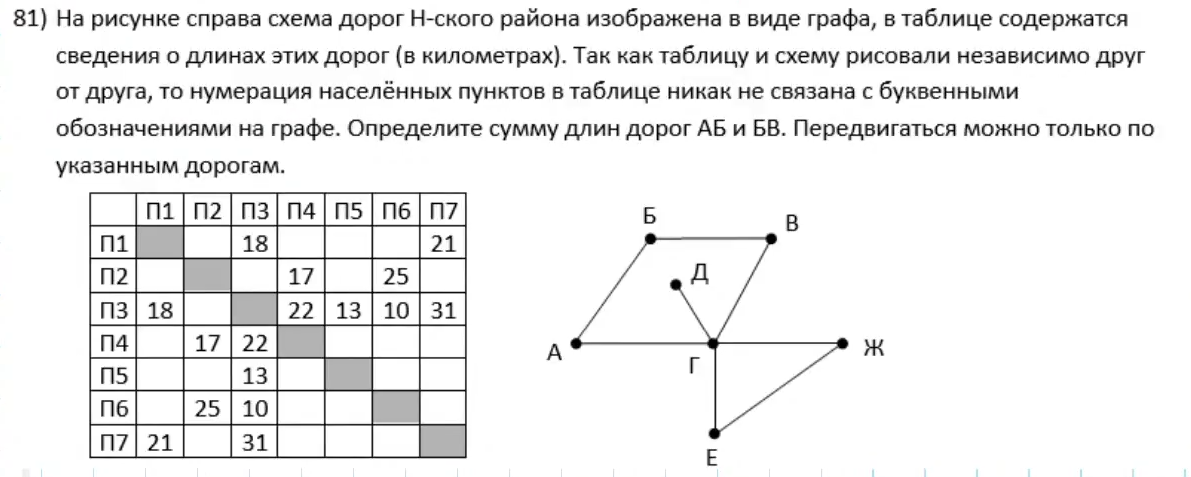 81) На рисунке справа схема дорог Н-ского района изображена в виде графа, в таблице содержатся
сведения о длинах этих дорог (в километрах). Так как таблицу и схему рисовали независимо друг
от друга, то нумерация населённых пунктов в таблице никак не связана с буквенными
обозначениями на графе. Определите сумму длин дорог АБ и БВ. Передвигаться можно только по
указанным дорогам.
П1 П2 П3 П4 П5 П6 П7
П1 18 21
П2 17 25
П3 18 22 13 10 31
П4 17 22
П5 13
П6 25 10
П7 21 31
Б
В
Д
А
Г
Ж
Е